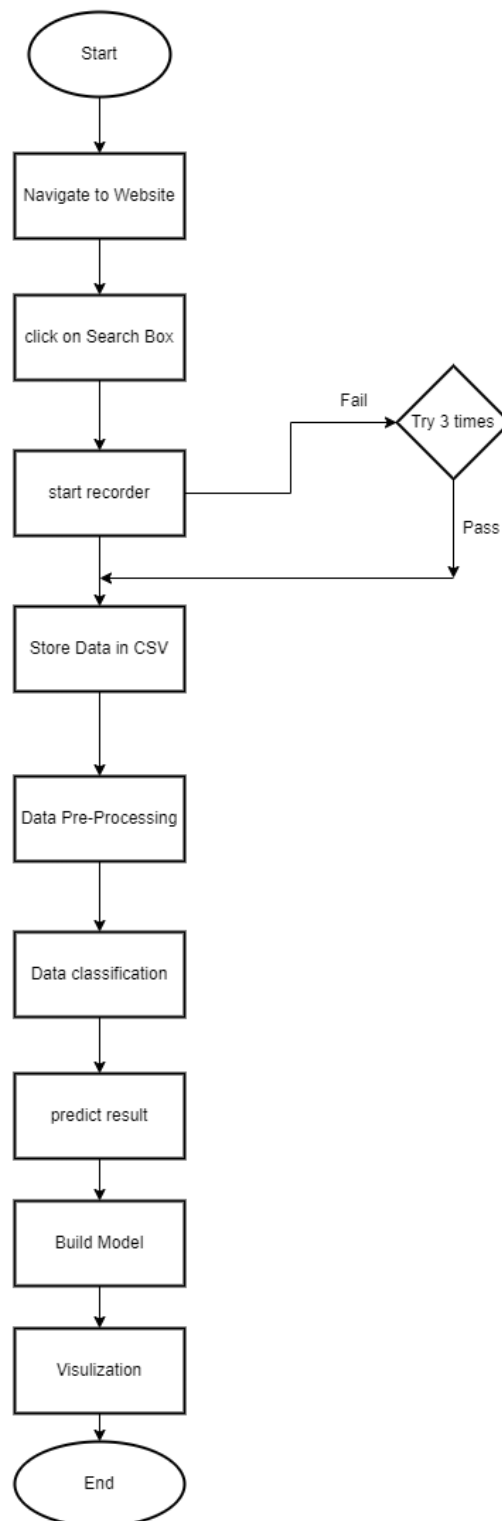 Start
Navigate to Website
click on Search Box
Fail
Try 3 times
start recorder
Pass
Store Data in CSV
Data Pre-Processing
Data classification
predict result
Build Model
Visulization
End